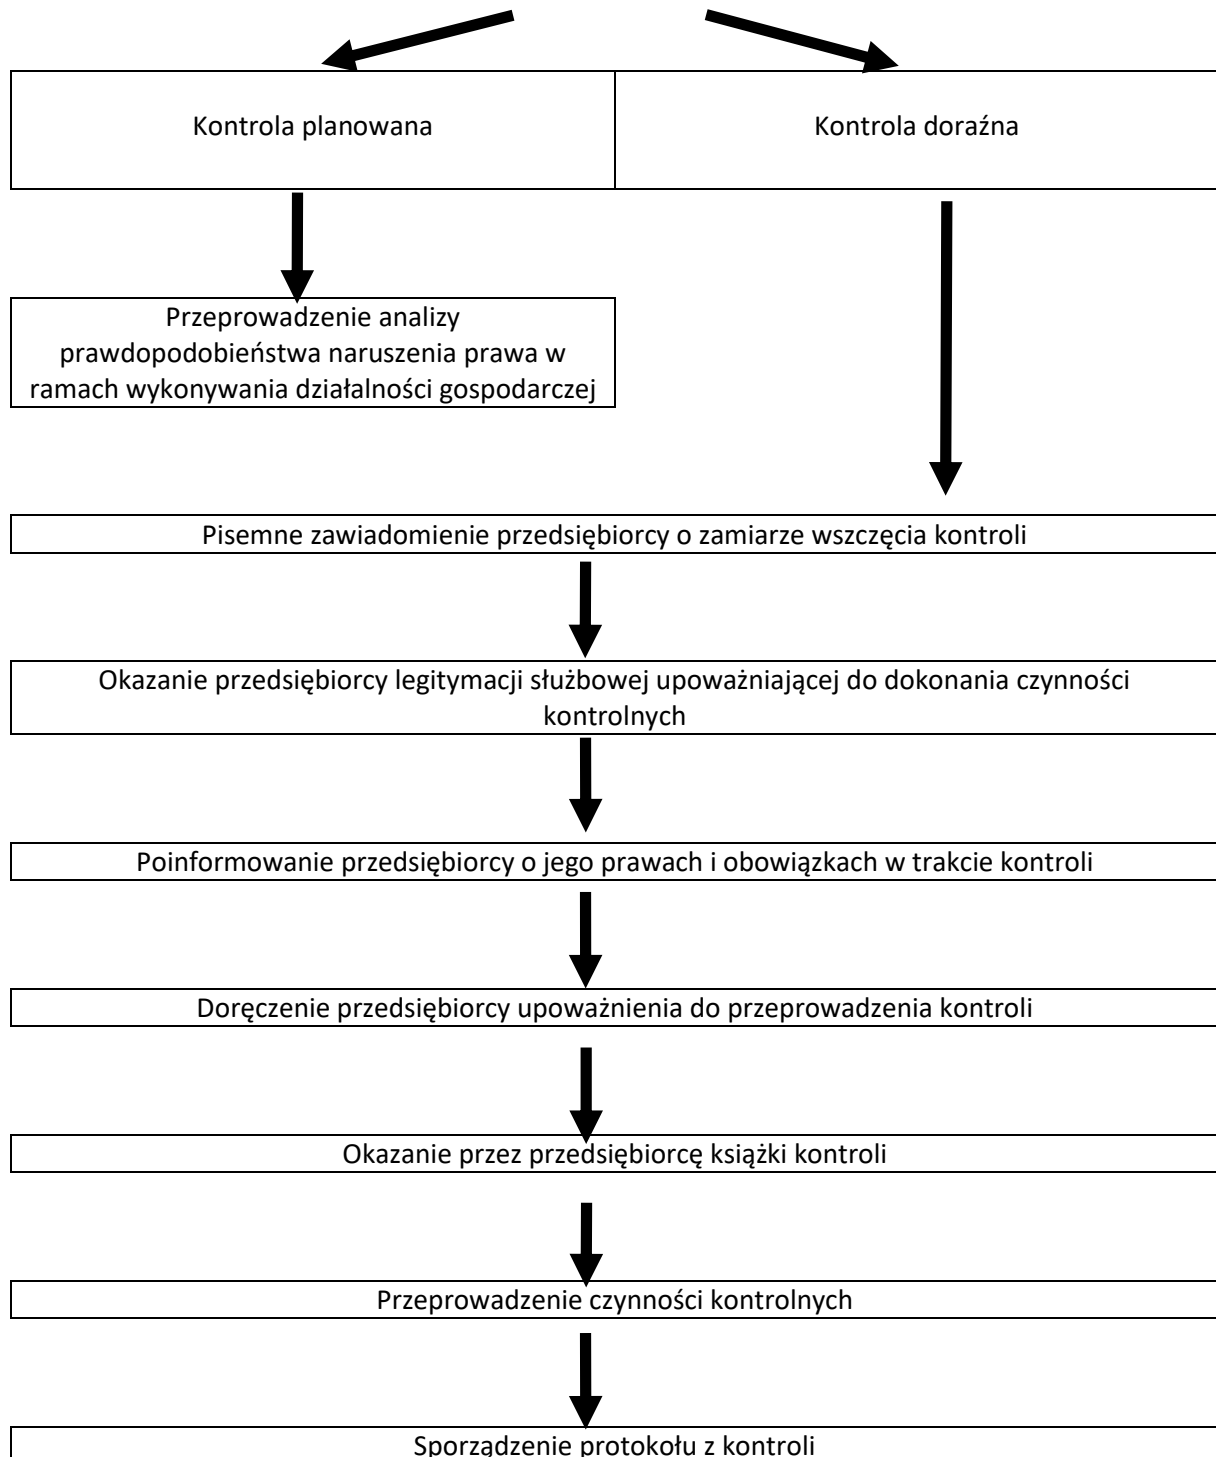 Kontrola planowana
Kontrola doraźna
Przeprowadzenie analizy
prawdopodobieństwa naruszenia prawa w
ramach wykonywania działalności gospodarczej
Pisemne zawiadomienie przedsiębiorcy o zamiarze wszczęcia kontroli
Okazanie przedsiębiorcy legitymacji służbowej upoważniającej do dokonania czynności
kontrolnych
Poinformowanie przedsiębiorcy o jego prawach i obowiązkach w trakcie kontroli
Doręczenie przedsiębiorcy upoważnienia do przeprowadzenia kontroli
Okazanie przez przedsiębiorcę książki kontroli
Przeprowadzenie czynności kontrolnych
Sporządzenie protokołu z kontroli